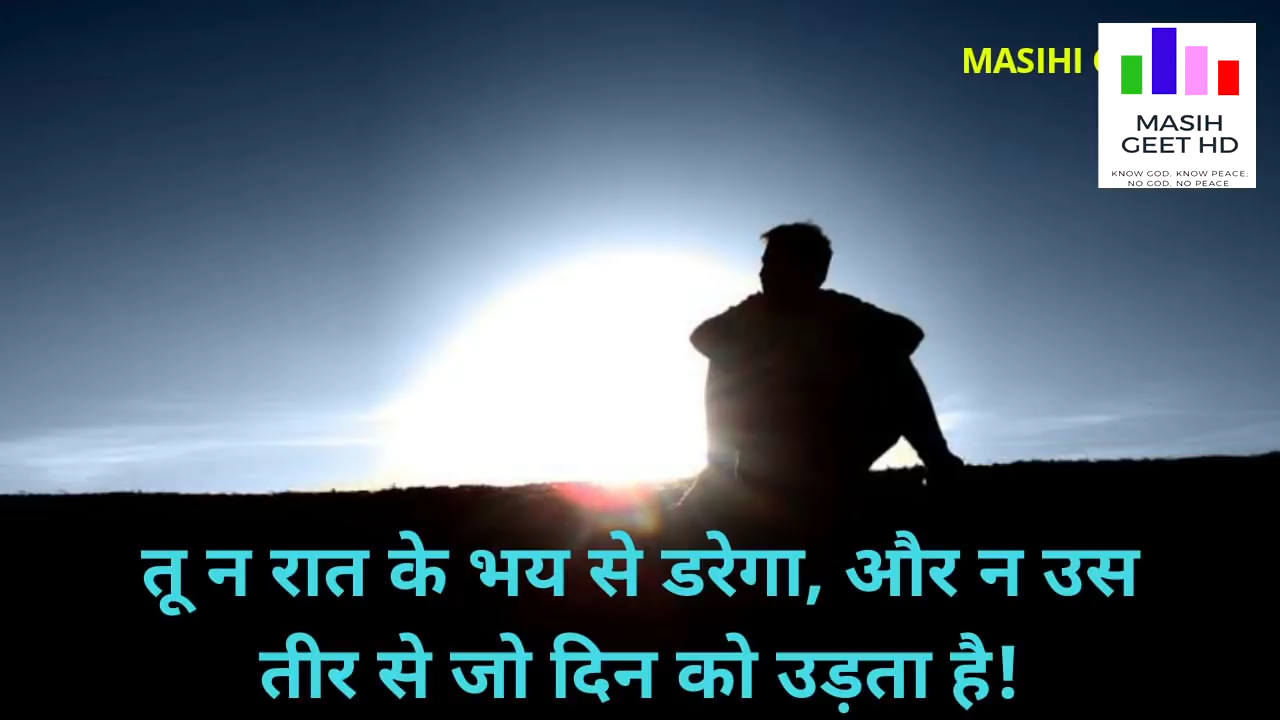 MASIHI
MASIH
GEET HD
KNOW GOD, KNOW PEACE;
NO GOD, NO PEACE
तू न रात के भय से डरेगा, और न उस
तीर से जो दिन को उड़ता है!